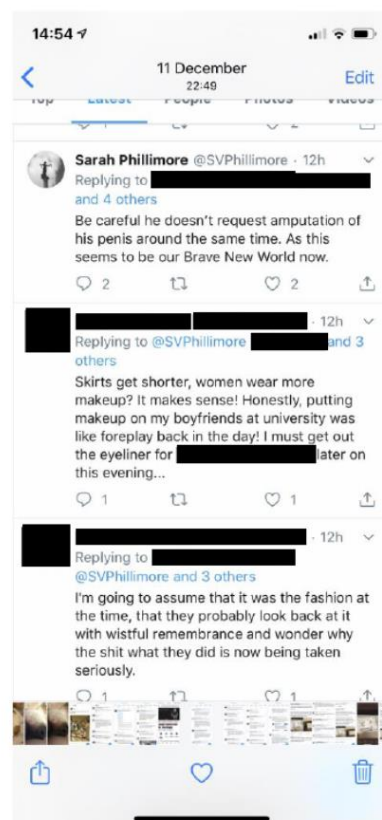 14:54
11 December
22:49
Edit
Top Latest People Photos Videos
Sarah Phillimore @SVPhillimore · 12h
Replying to
and 4 others
Be careful he doesn't request amputation of
his penis around the same time. As this
seems to be our Brave New World now.
2 2
· 12h
Replying to @SVPhillimore and 3
others
Skirts get shorter, women wear more
makeup? It makes sense! Honestly, putting
makeup on my boyfriends at university was
like foreplay back in the day! I must get out
the eyeliner for later on
this evening...
1 1
· 12h
Replying to
@SVPhillimore and 3 others
I'm going to assume that it was the fashion at
the time, that they probably look back at it
with wistful remembrance and wonder why
the shit what they did is now being taken
seriously.
1 1